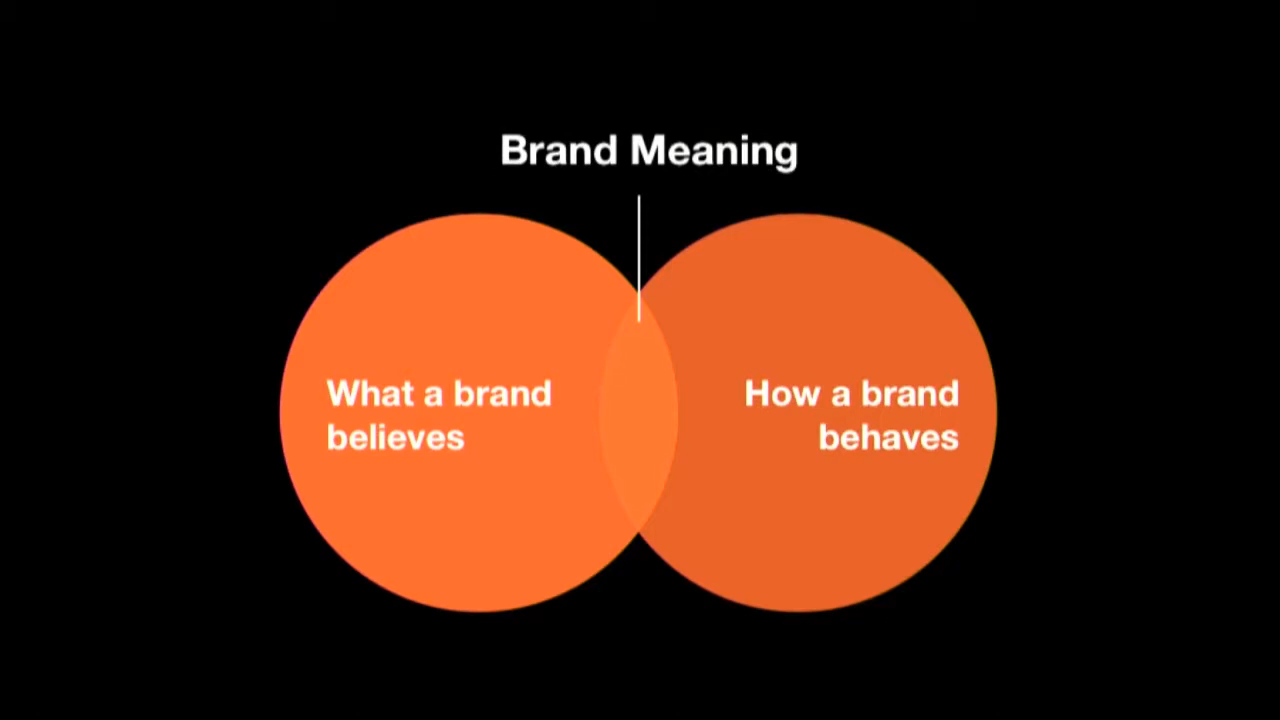 Brand Meaning
What a brand
believes
How a brand
behaves